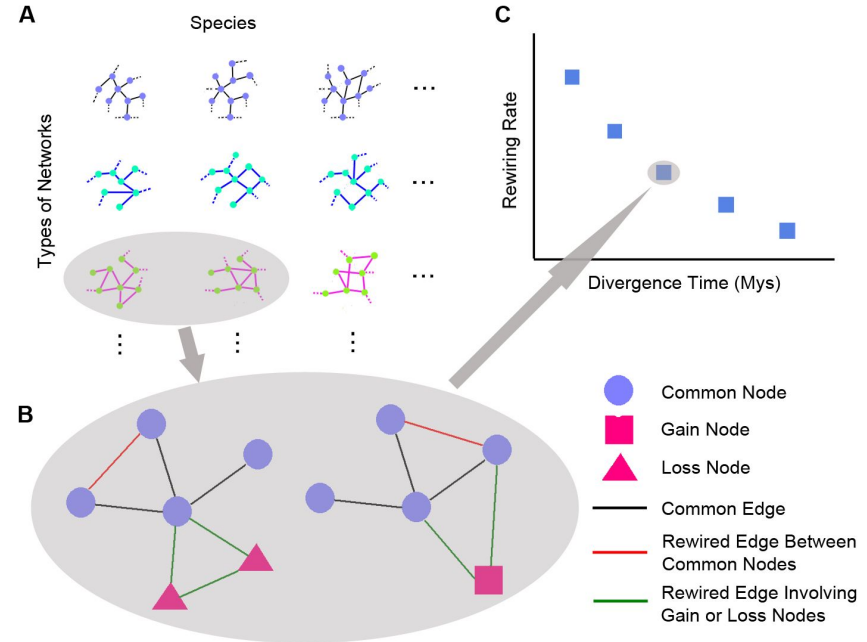 A
Species
Types of Networks
...
...
...
⋮ ⋮ ⋮
C
Rewiring Rate
Divergence Time (Mys)
B
Common Node
Gain Node
Loss Node
Common Edge
Rewired Edge Between
Common Nodes
Rewired Edge Involving
Gain or Loss Nodes